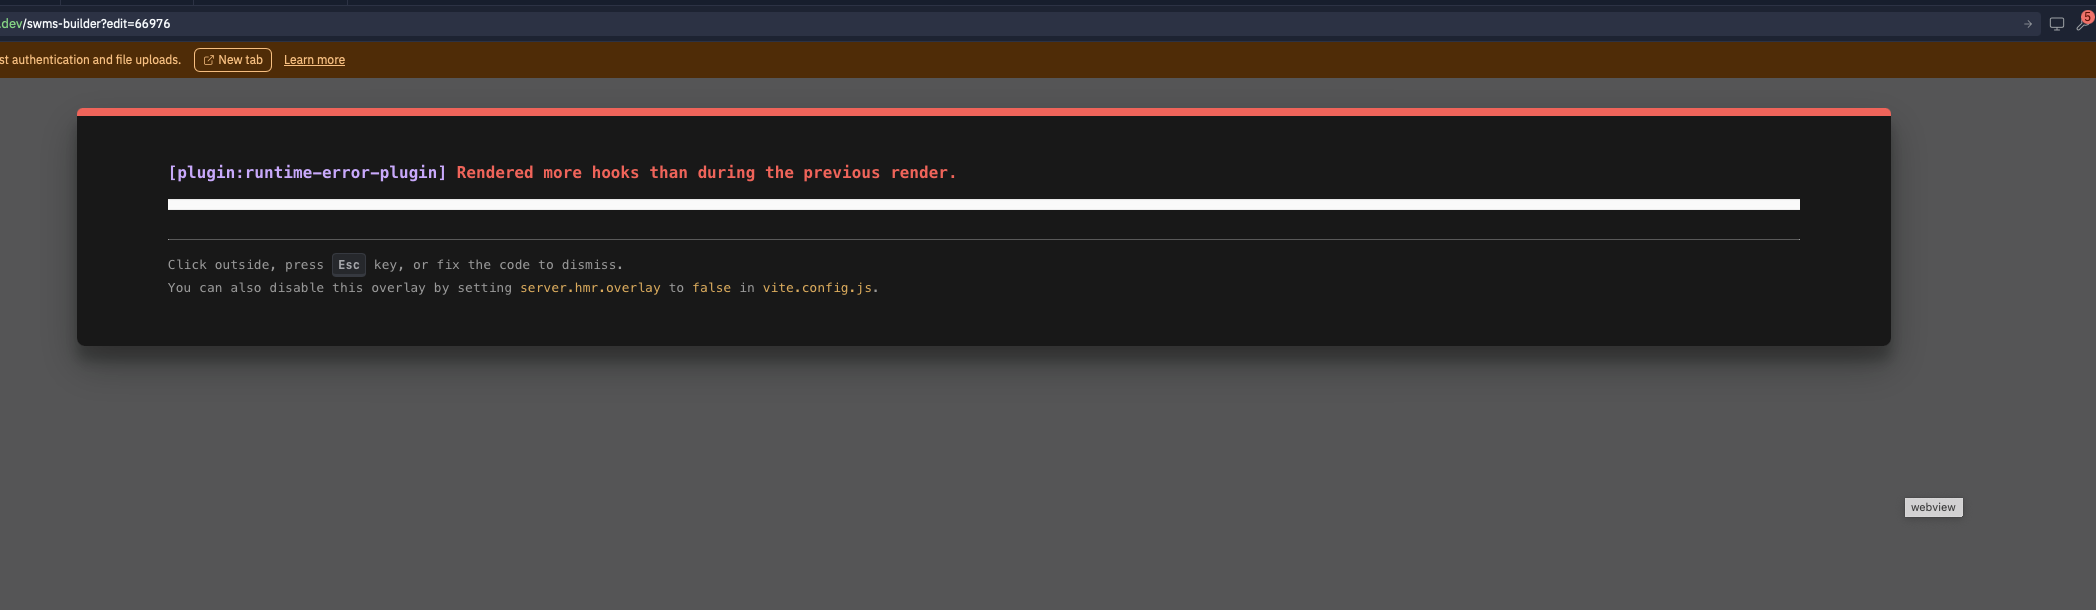 .dev/swms-builder?edit=66976
5
st authentication and file uploads. New tab Learn more
[plugin:runtime-error-plugin] Rendered more hooks than during the previous render.
Click outside, press Esc key, or fix the code to dismiss.
You can also disable this overlay by setting server.hmr.overlay to false in vite.config.js.
webview